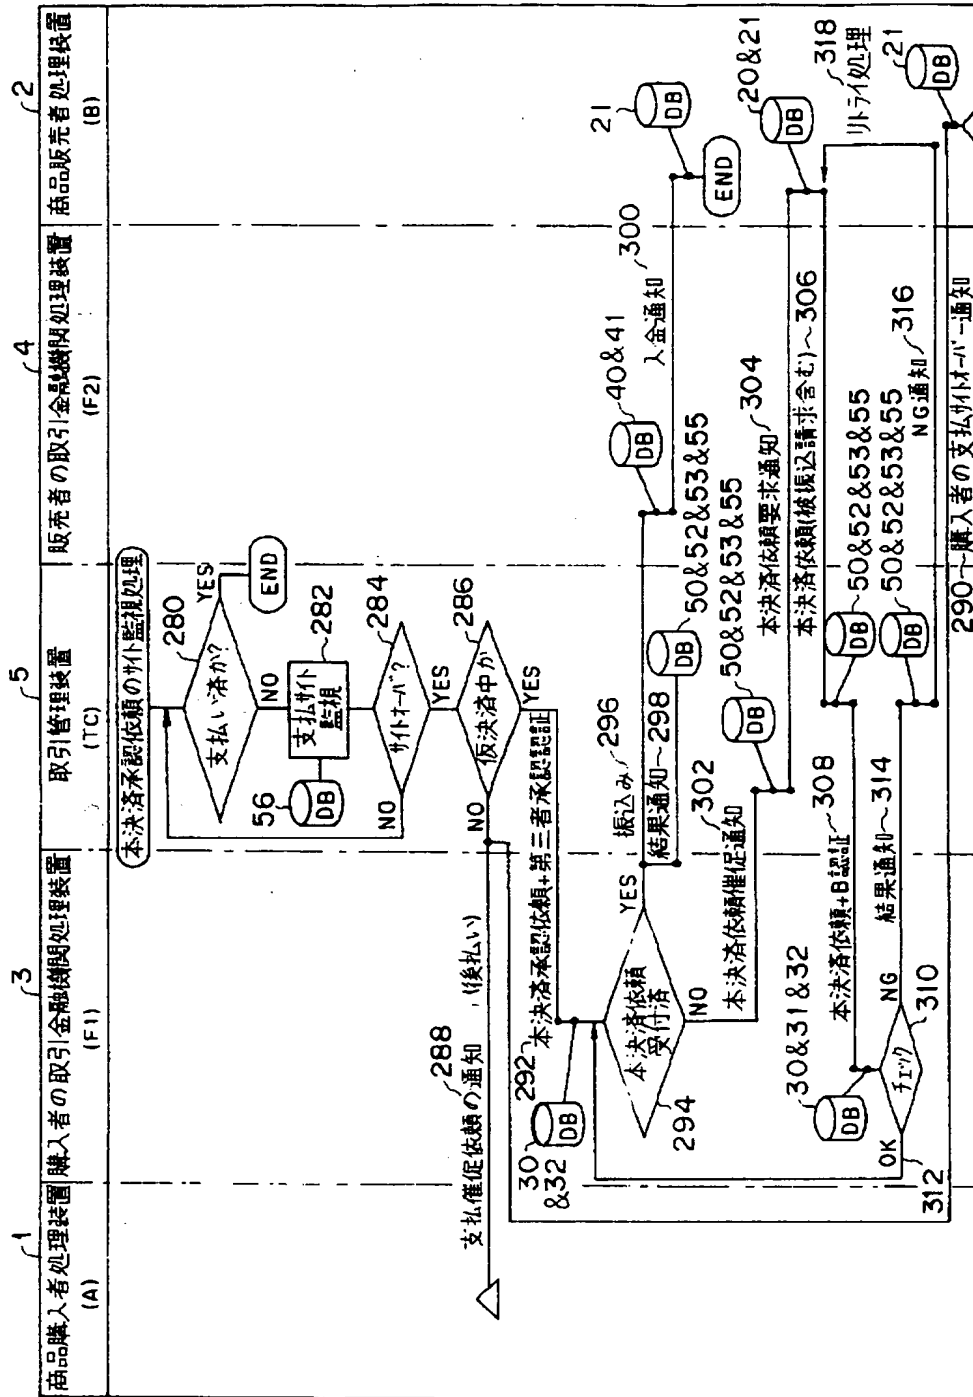 1
商品購入者処理装置
(A)
3
購入者の取引金融機関処理装置
(F1)
5
取引管理装置
(TC)
4
販売者の取引金融機関処理装置
(F2)
2
商品販売者処理装置
(B)
本決済承認依頼のサイト監視処理
支払い済か?
280
YES
END
NO
支払サイト
監視
282
56
DB
サイトオーバ?
284
NO
YES
仮決済中か
286
NO
YES
支払催促依頼の通知
288
(後払い)
292
本決済承認依頼+第三者承認認証
30
&32
DB
本決済依頼
受付済
294
YES
NO
振込み
296
結果通知~298
DB
50&52&53&55
DB
40&41
入金通知
300
DB
21
END
本決済依頼催促通知
302
DB
50&52&53&55
本決済依頼要求通知
304
DB
20&21
本決済依頼(被振込請求含む)~306
DB
50&52&53&55
本決済依頼+B認証
308
DB
30&31&32
チェック
310
OK
312
NG
結果通知~314
DB
50&52&53&55
NG通知
316
リトライ処理
318
290~購入者の支払サイトオーバー通知
DB
21